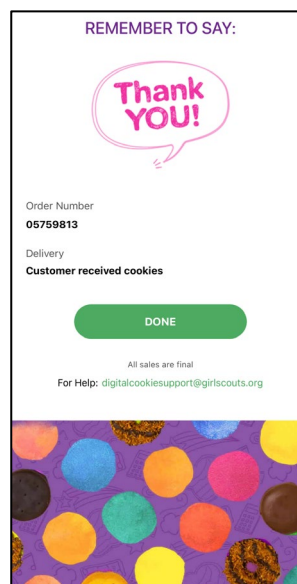 REMEMBER TO SAY:
Thank
YOU!
Order Number
05759813
Delivery
Customer received cookies
DONE
All sales are final
For Help: digitalcookiesupport@girlscouts.org